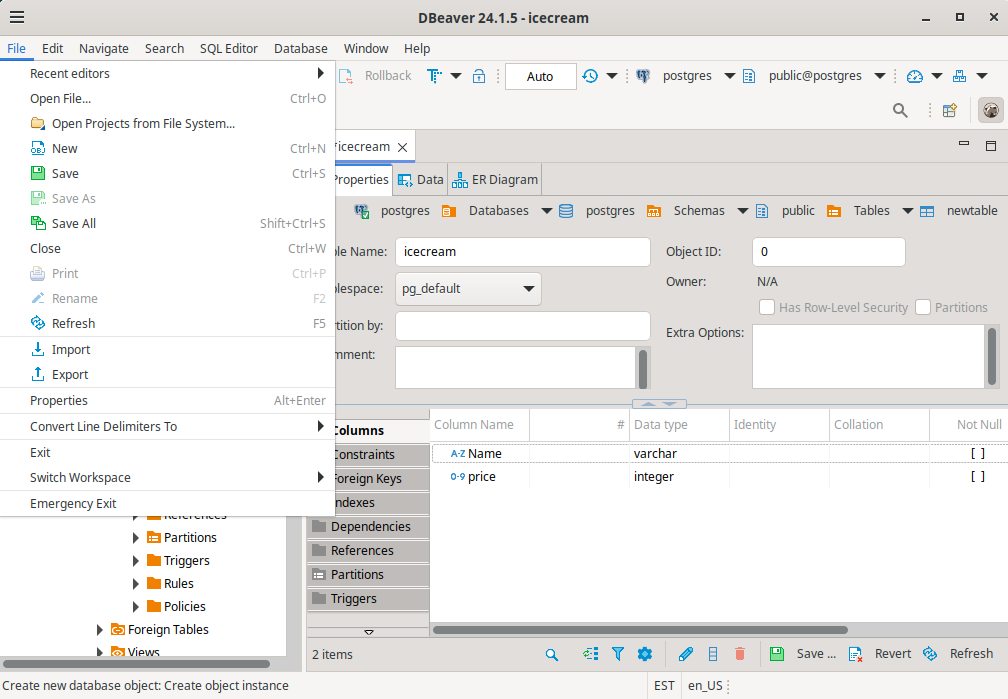 DBeaver 24.1.5 - icecream
File Edit Navigate Search SQL Editor Database Window Help
Recent editors
Open File... Ctrl+O
Open Projects from File System...
New Ctrl+N
Save Ctrl+S
Save As
Save All Shift+Ctrl+S
Close Ctrl+W
Print Ctrl+P
Rename F2
Refresh F5
Import
Export
Properties Alt+Enter
Convert Line Delimiters To
Exit
Switch Workspace
Emergency Exit
Rollback Auto postgres public@postgres
icecream
Properties Data ER Diagram
postgres Databases postgres Schemas public Tables newtable
ble Name: icecream
blespace: pg_default
tition by:
mment:
Object ID: 0
Owner: N/A
Has Row-Level Security Partitions
Extra Options:
Columns
Constraints
Foreign Keys
Indexes
Dependencies
References
Partitions
Triggers
Column Name # Data type Identity Collation Not Null
A-Z Name varchar [ ]
0-9 price integer [ ]
References
Partitions
Triggers
Rules
Policies
Foreign Tables
Views
2 items Save ... Revert Refresh
Create new database object: Create object instance EST en_US